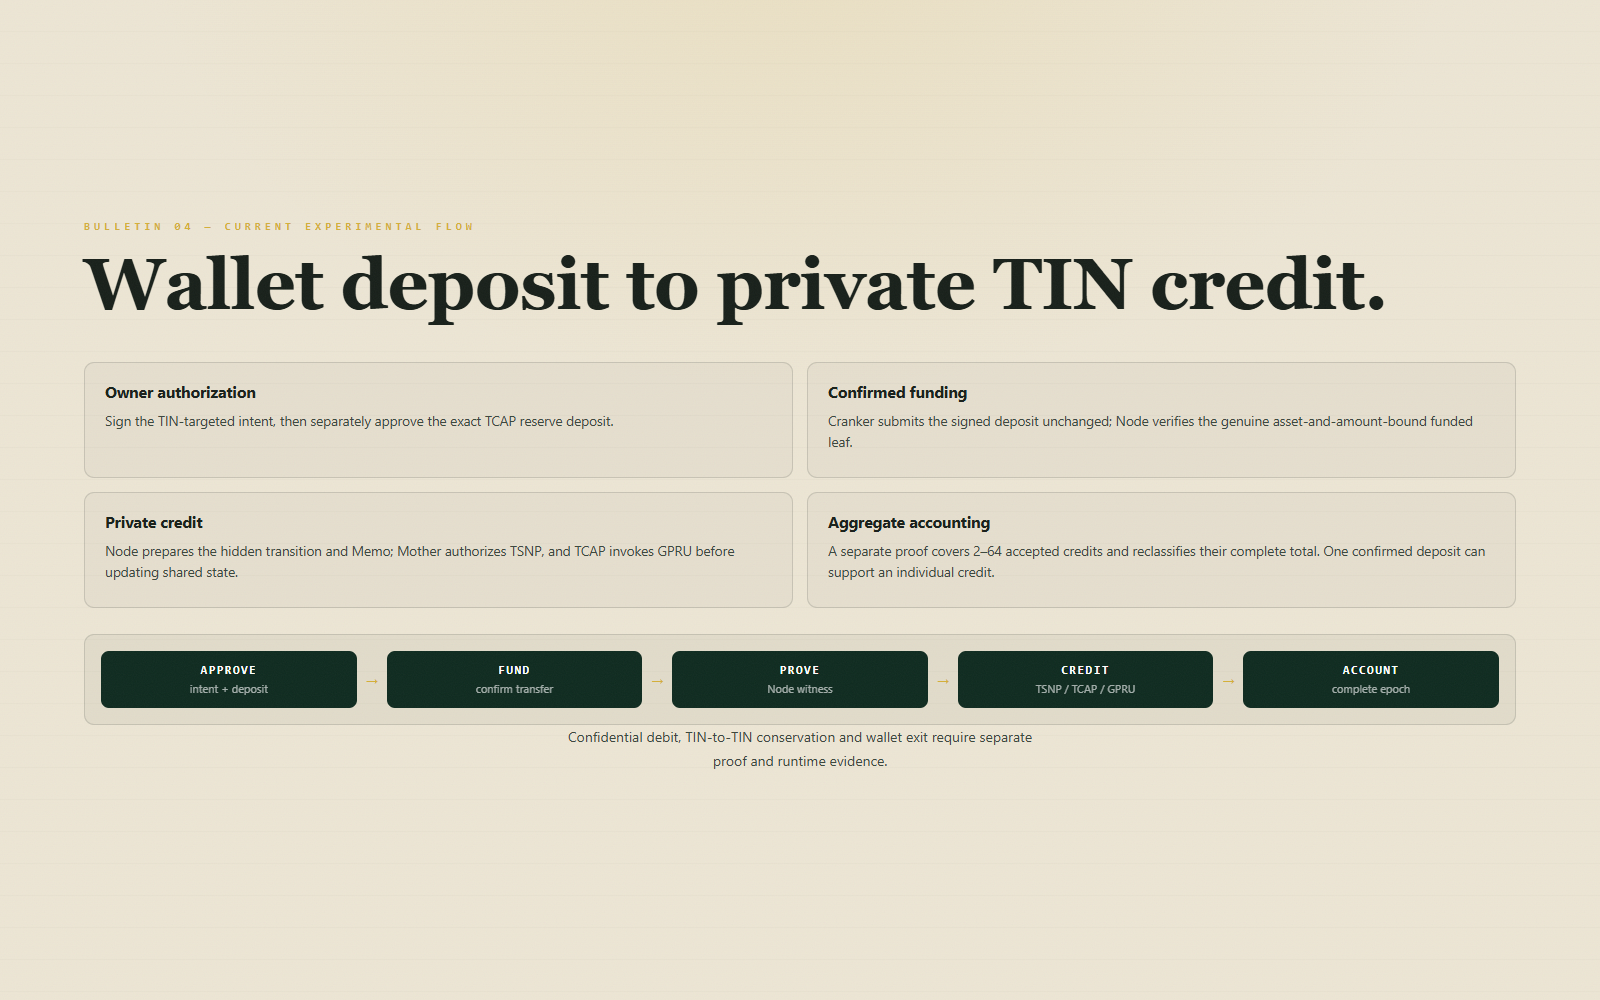 BULLETIN 04 — CURRENT EXPERIMENTAL FLOW
Wallet deposit to private TIN credit.
Owner authorization
Sign the TIN-targeted intent, then separately approve the exact TCAP reserve deposit.
Confirmed funding
Cranker submits the signed deposit unchanged; Node verifies the genuine asset-and-amount-bound funded
leaf.
Private credit
Node prepares the hidden transition and Memo; Mother authorizes TSNP, and TCAP invokes GPRU before
updating shared state.
Aggregate accounting
A separate proof covers 2–64 accepted credits and reclassifies their complete total. One confirmed deposit can
support an individual credit.
APPROVE
intent + deposit
→
FUND
confirm transfer
→
PROVE
Node witness
→
CREDIT
TSNP / TCAP / GPRU
→
ACCOUNT
complete epoch
Confidential debit, TIN-to-TIN conservation and wallet exit require separate
proof and runtime evidence.